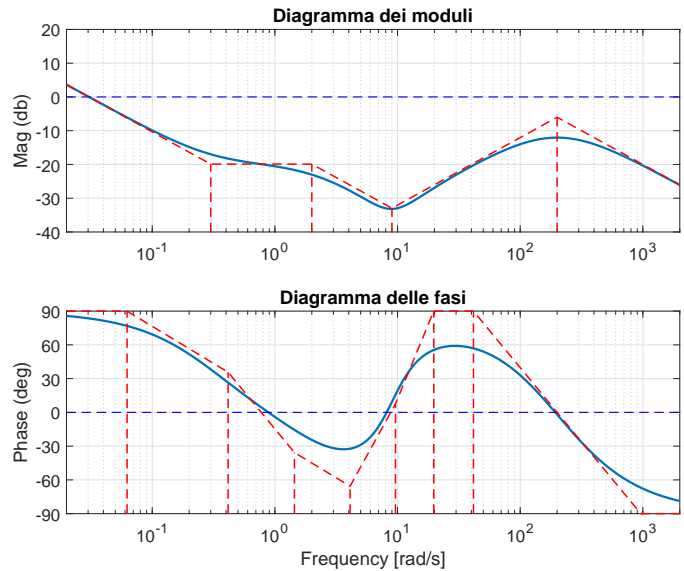 Diagramma dei moduli
20
10
0
-10
-20
-30
-40
Mag (db)
10^-1 10^0 10^1 10^2 10^3
Diagramma delle fasi
90
60
30
0
-30
-60
-90
Phase (deg)
10^-1 10^0 10^1 10^2 10^3
Frequency [rad/s]